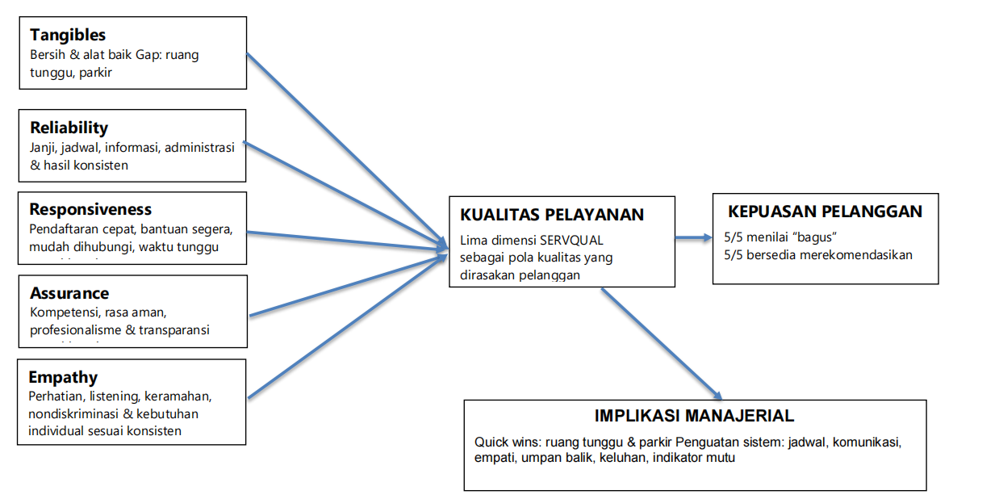 Tangibles
Bersih & alat baik Gap: ruang
tunggu, parkir
Reliability
Janji, jadwal, informasi, administrasi
& hasil konsisten
Responsiveness
Pendaftaran cepat, bantuan segera,
mudah dihubungi, waktu tunggu
Assurance
Kompetensi, rasa aman,
profesionalisme & transparansi
Empathy
Perhatian, listening, keramahan,
nondiskriminasi & kebutuhan
individual sesuai konsisten
KUALITAS PELAYANAN
Lima dimensi SERVQUAL
sebagai pola kualitas yang
dirasakan pelanggan
KEPUASAN PELANGGAN
5/5 menilai “bagus”
5/5 bersedia merekomendasikan
IMPLIKASI MANAJERIAL
Quick wins: ruang tunggu & parkir Penguatan sistem: jadwal, komunikasi,
empati, umpan balik, keluhan, indikator mutu